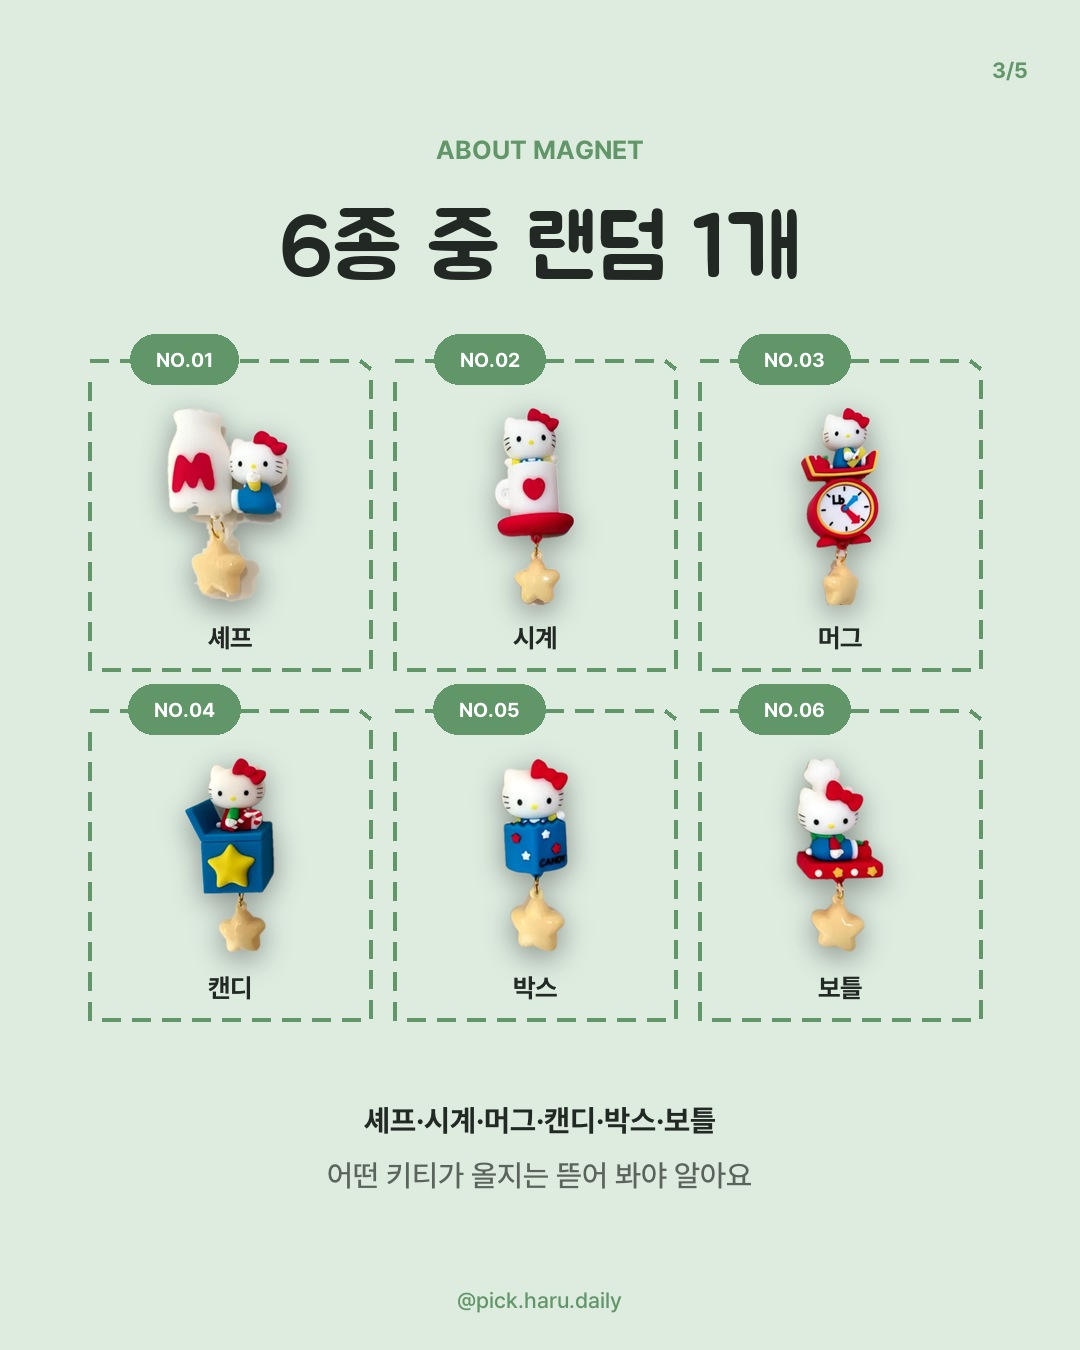 3/5
ABOUT MAGNET
6종 중 랜덤 1개
NO.01
NO.02
NO.03
M
Lb
셰프
시계
머그
NO.04
NO.05
NO.06
CANDY
캔디
박스
보틀
셰프·시계·머그·캔디·박스·보틀
어떤 키티가 올지는 뜯어 봐야 알아요
@pick.haru.daily